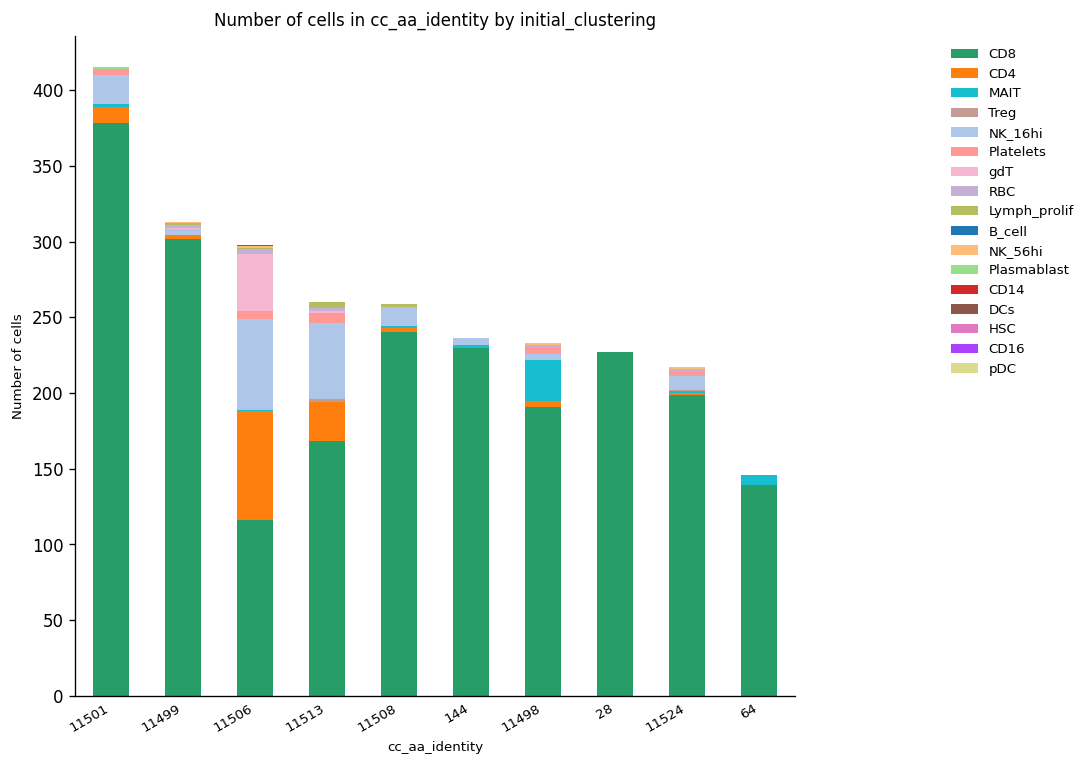 Number of cells in cc_aa_identity by initial_clustering
Number of cells
400
350
300
250
200
150
100
50
0
11501
11499
11506
11513
11508
144
11498
28
11524
64
cc_aa_identity
CD8
CD4
MAIT
Treg
NK_16hi
Platelets
gdT
RBC
Lymph_prolif
B_cell
NK_56hi
Plasmablast
CD14
DCs
HSC
CD16
pDC